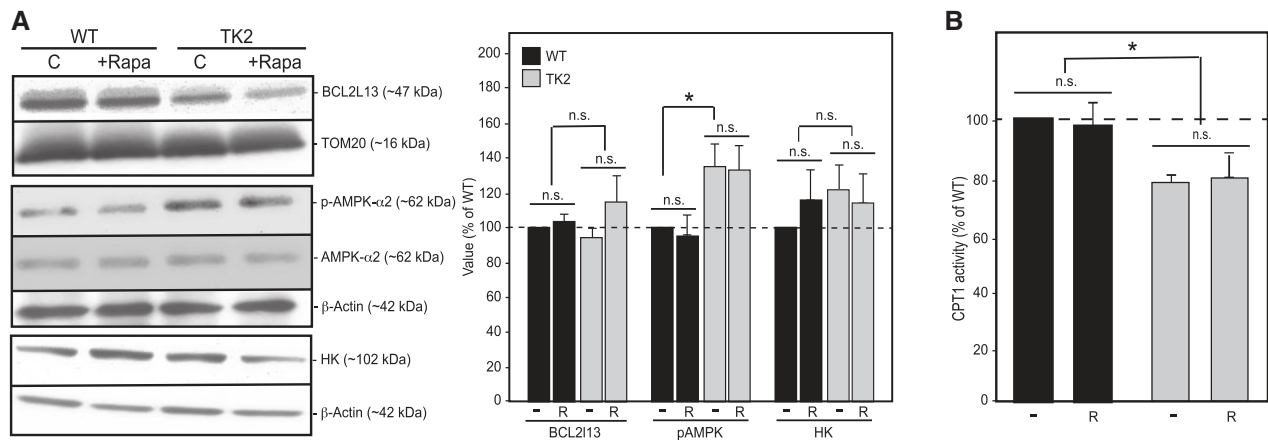 A
WT TK2
C +Rapa C +Rapa
BCL2L13 (~47 kDa)
TOM20 (~16 kDa)
p-AMPK-α2 (~62 kDa)
AMPK-α2 (~62 kDa)
β-Actin (~42 kDa)
HK (~102 kDa)
β-Actin (~42 kDa)
Value (% of WT)
200
180
160
140
120
100
80
60
40
20
0
WT
TK2
n.s.
n.s.
n.s.
*
n.s.
n.s.
n.s.
n.s.
n.s.
- R - R - R - R - R - R
BCL2l13 pAMPK HK
B
CPT1 activity (% of WT)
100
80
60
40
20
0
*
n.s.
n.s.
- R - R